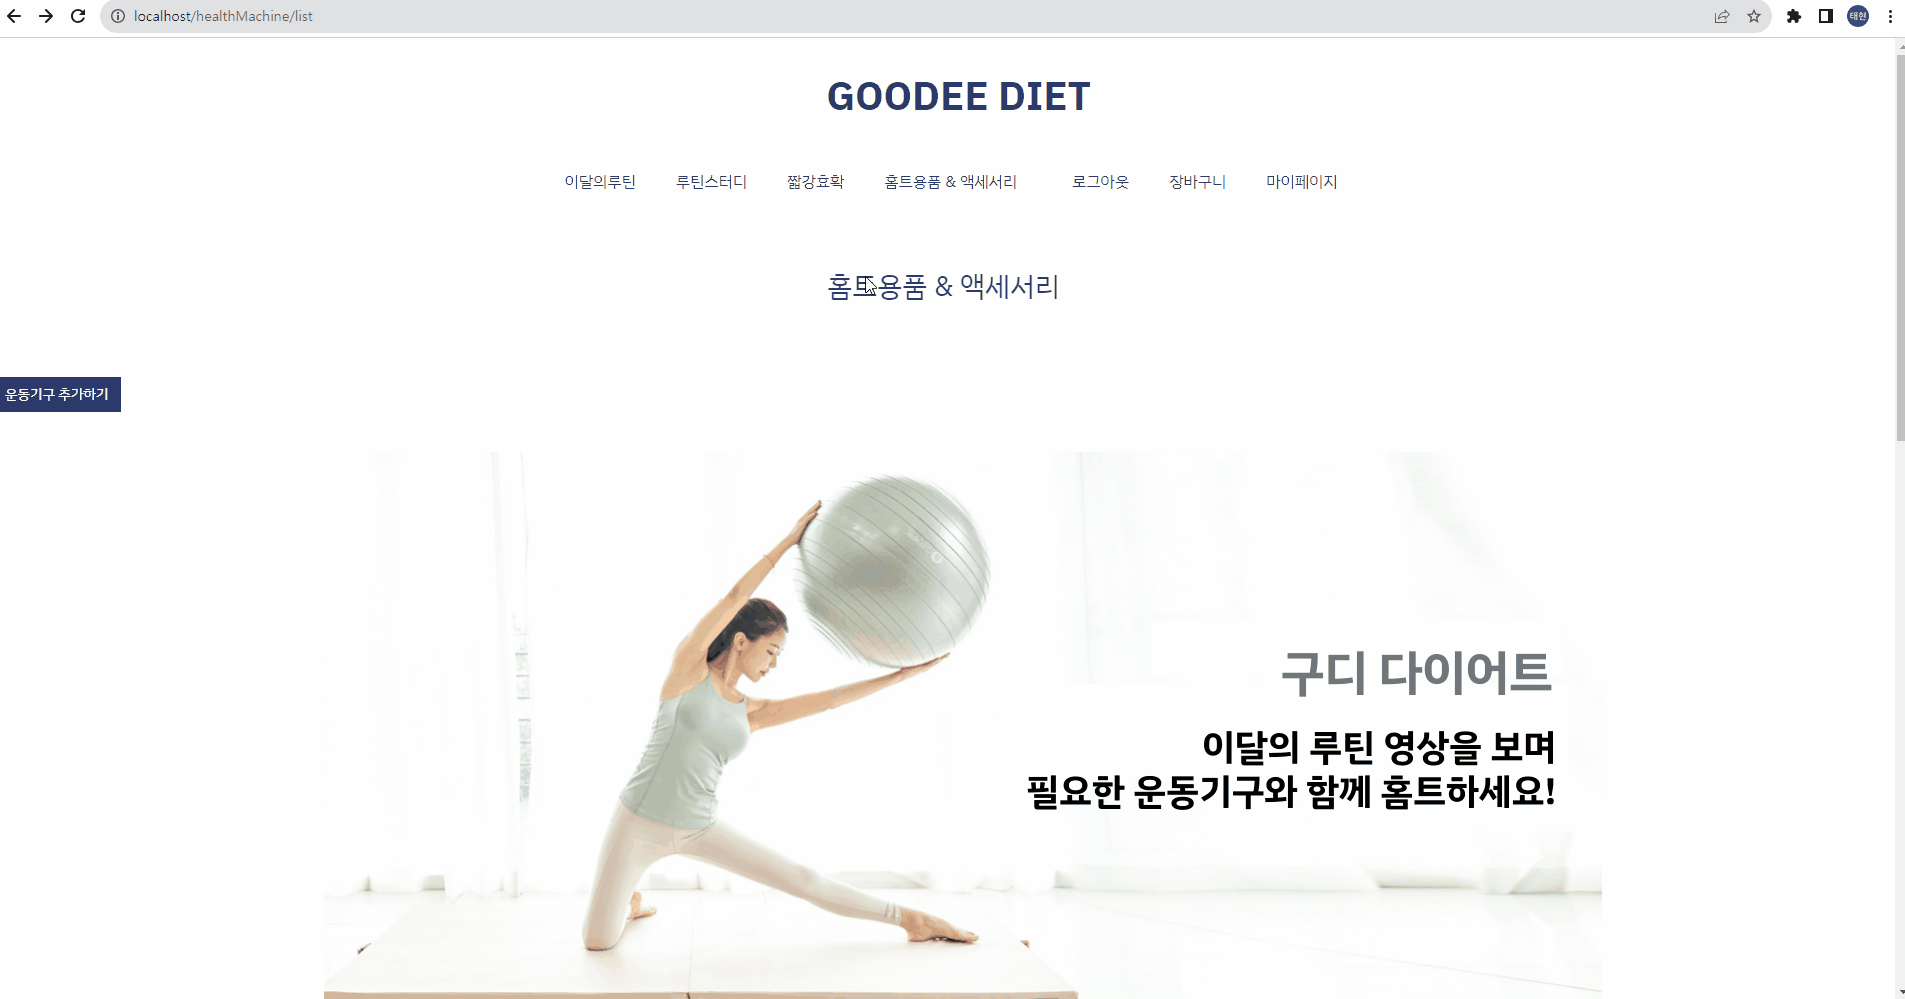 localhost/healthMachine/list
태현
GOODEE DIET
이달의루틴 루틴스터디 짧강효확 홈트용품 & 액세서리 로그아웃 장바구니 마이페이지
홈트용품 & 액세서리
운동기구 추가하기
구디 다이어트
이달의 루틴 영상을 보며
필요한 운동기구와 함께 홈트하세요!